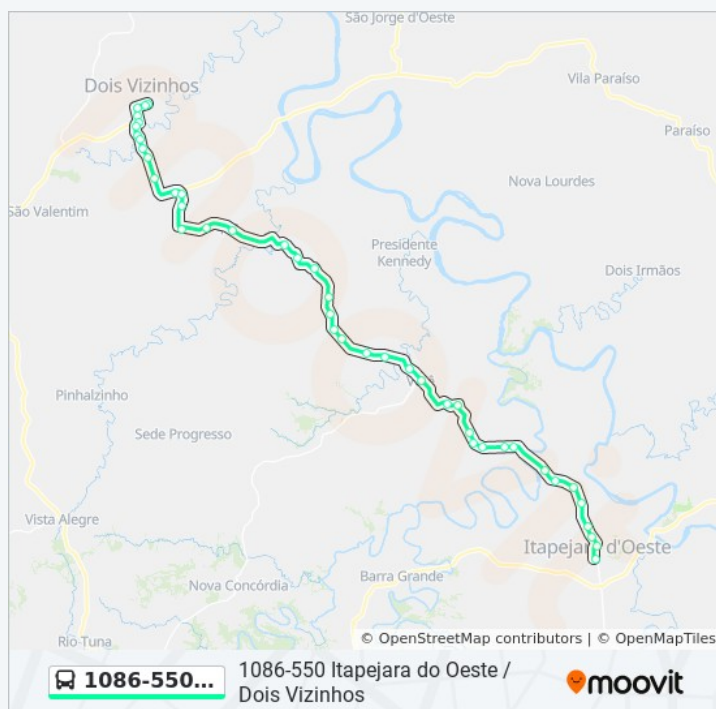 São Jorge d'Oeste
Dois Vizinhos
Vila Paraíso
Paraíso
Nova Lourdes
São Valentim
Presidente
Kennedy
Dois Irmãos
Pinhalzinho
Sede Progresso
Vista Alegre
Itapejara d'Oeste
Barra Grande
Nova Concórdia
Rio Tuna
© OpenStreetMap contributors | © OpenMapTiles
1086-550...
1086-550 Itapejara do Oeste /
Dois Vizinhos
moovit